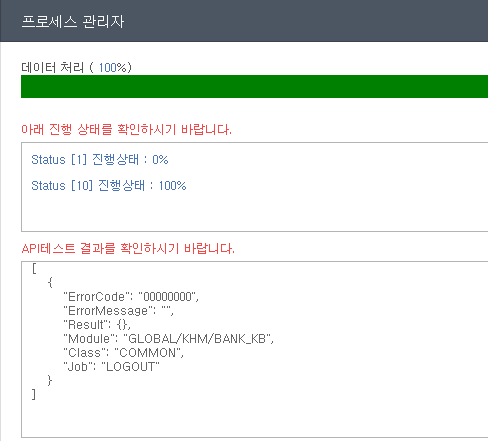 프로세스 관리자
데이터 처리 ( 100%)
아래 진행 상태를 확인하시기 바랍니다.
Status [1] 진행상태 : 0%
Status [10] 진행상태 : 100%
API테스트 결과를 확인하시기 바랍니다.
[
{
"ErrorCode": "00000000",
"ErrorMessage": "",
"Result": {},
"Module": "GLOBAL/KHM/BANK_KB",
"Class": "COMMON",
"Job": "LOGOUT"
}
]